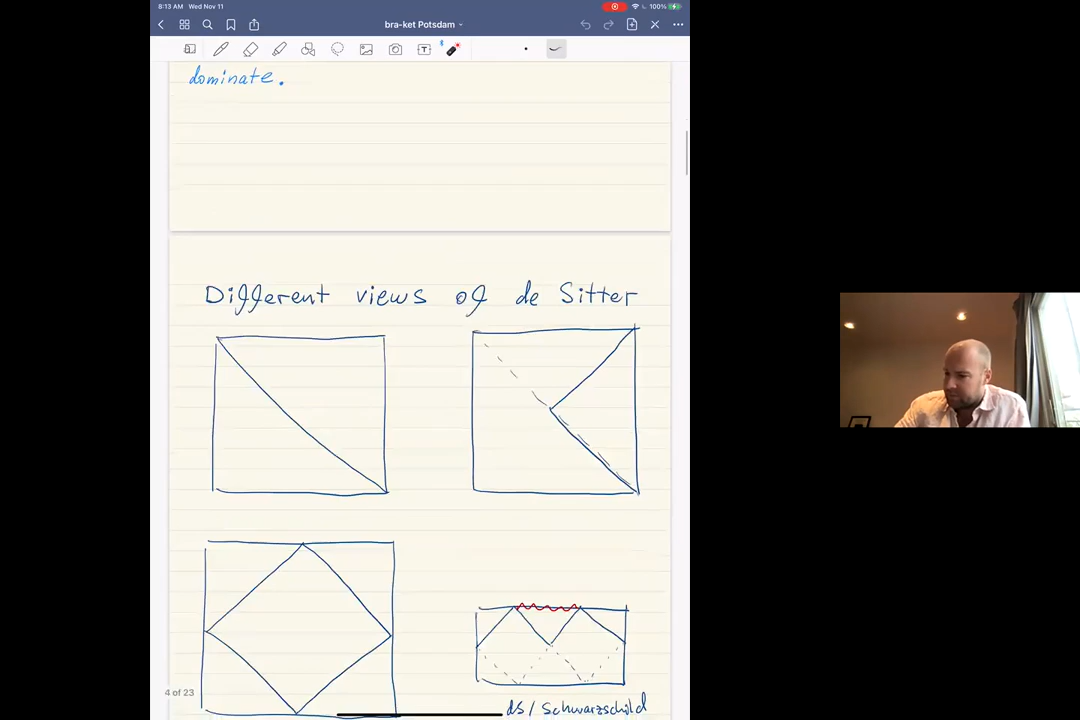 8:13 AM Wed Nov 11
100%
bra-ket Potsdam
T
dominate.
Different views of de Sitter
4 of 23
dS / Schwarzschild